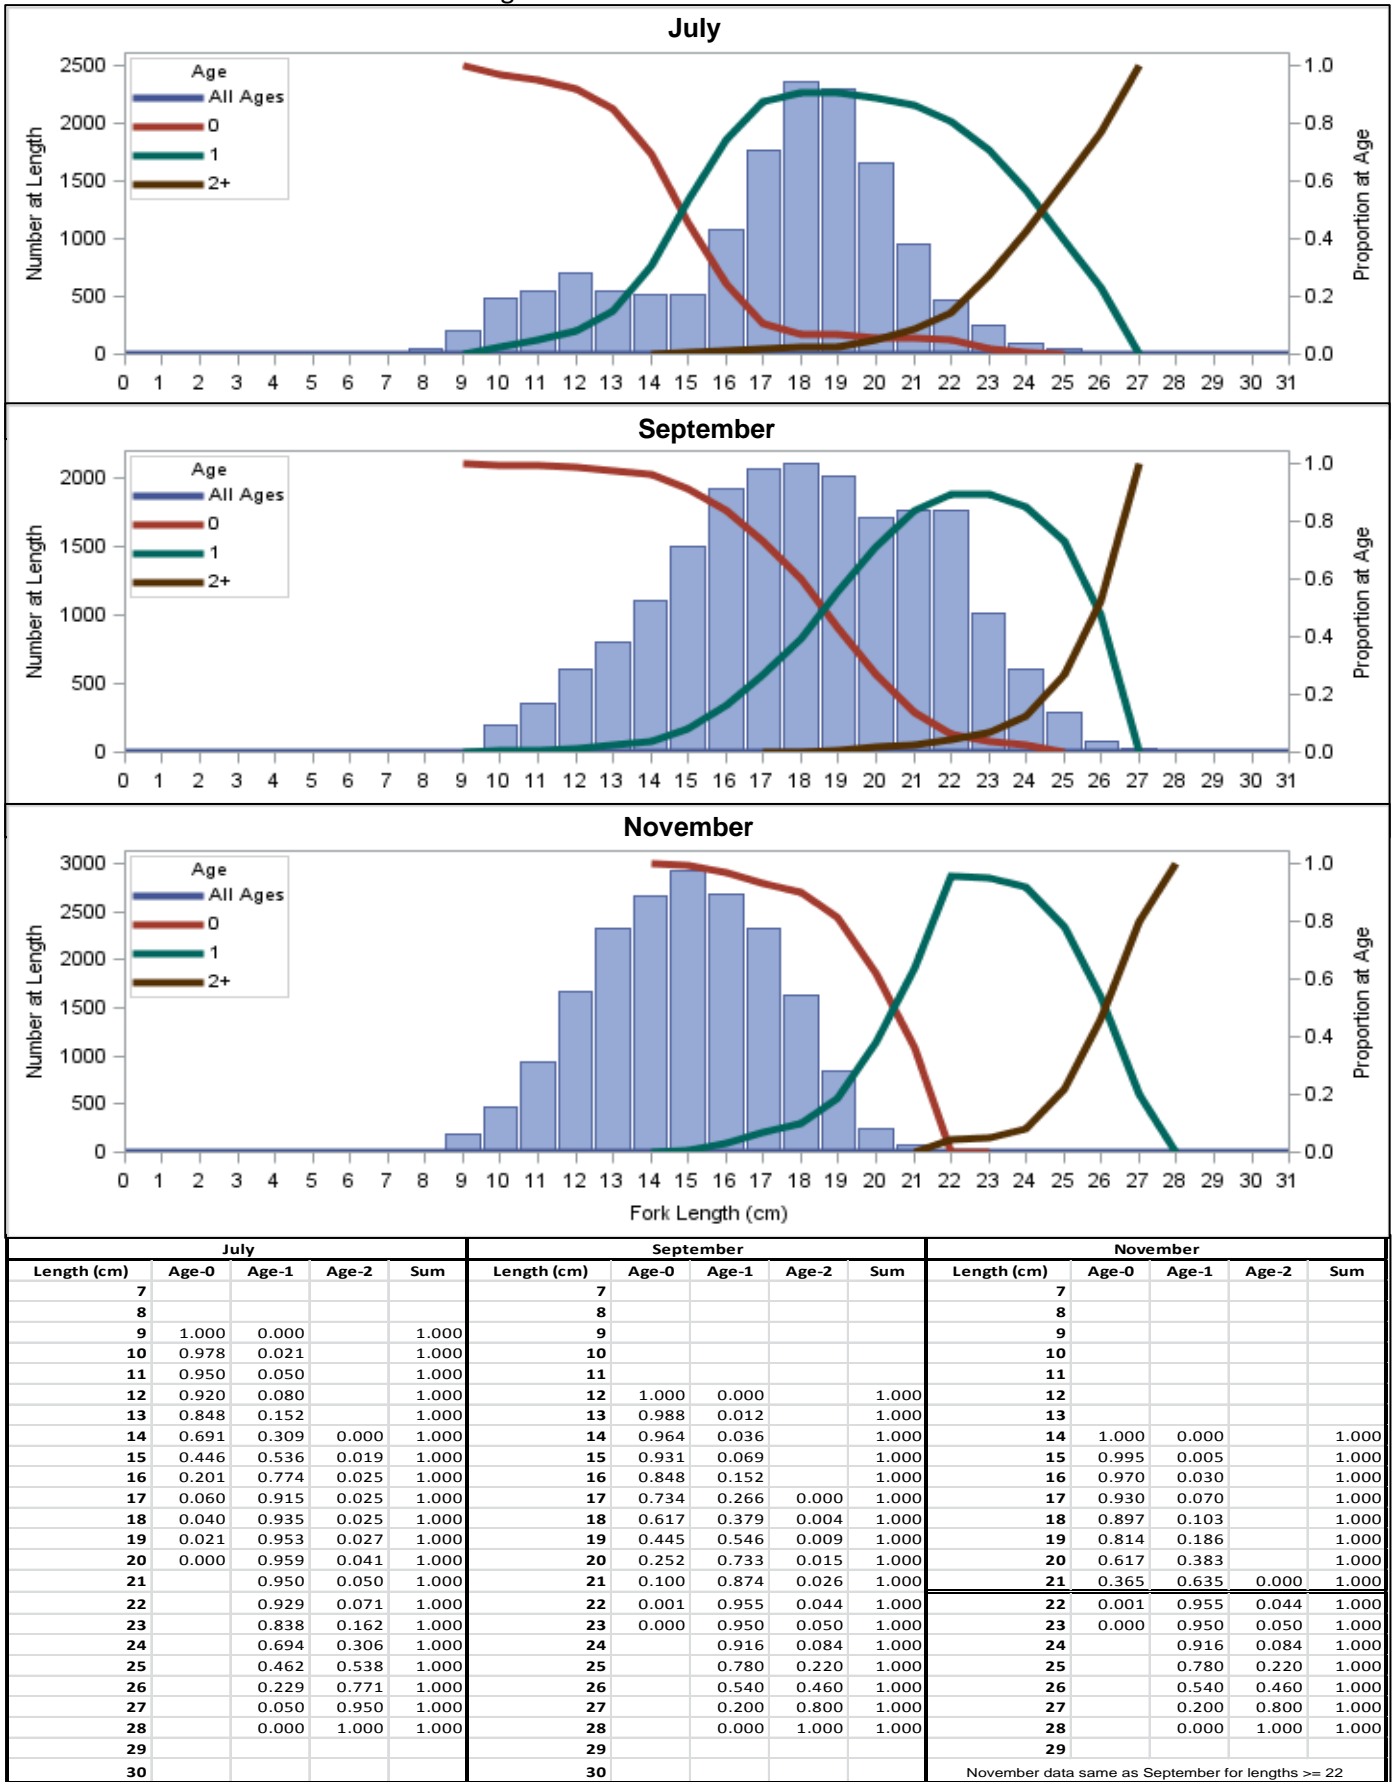 July
Number at Length
Proportion at Age
2500
2000
1500
1000
500
0
1.0
0.8
0.6
0.4
0.2
0.0
Age
All Ages
0
1
2+
0 1 2 3 4 5 6 7 8 9 10 11 12 13 14 15 16 17 18 19 20 21 22 23 24 25 26 27 28 29 30 31
September
Number at Length
Proportion at Age
2000
1500
1000
500
0
1.0
0.8
0.6
0.4
0.2
0.0
Age
All Ages
0
1
2+
0 1 2 3 4 5 6 7 8 9 10 11 12 13 14 15 16 17 18 19 20 21 22 23 24 25 26 27 28 29 30 31
November
Number at Length
Proportion at Age
3000
2500
2000
1500
1000
500
0
1.0
0.8
0.6
0.4
0.2
0.0
Age
All Ages
0
1
2+
0 1 2 3 4 5 6 7 8 9 10 11 12 13 14 15 16 17 18 19 20 21 22 23 24 25 26 27 28 29 30 31
Fork Length (cm)
July September November
Length (cm) Age-0 Age-1 Age-2 Sum Length (cm) Age-0 Age-1 Age-2 Sum Length (cm) Age-0 Age-1 Age-2 Sum
7 7 7
8 8 8
9 1.000 0.000 1.000 9 9
10 0.978 0.021 1.000 10 10
11 0.950 0.050 1.000 11 11
12 0.920 0.080 1.000 12 1.000 0.000 1.000 12
13 0.848 0.152 1.000 13 0.988 0.012 1.000 13
14 0.691 0.309 0.000 1.000 14 0.964 0.036 1.000 14 1.000 0.000 1.000
15 0.446 0.536 0.019 1.000 15 0.931 0.069 1.000 15 0.995 0.005 1.000
16 0.201 0.774 0.025 1.000 16 0.848 0.152 1.000 16 0.970 0.030 1.000
17 0.060 0.915 0.025 1.000 17 0.734 0.266 0.000 1.000 17 0.930 0.070 1.000
18 0.040 0.935 0.025 1.000 18 0.617 0.379 0.004 1.000 18 0.897 0.103 1.000
19 0.021 0.953 0.027 1.000 19 0.445 0.546 0.009 1.000 19 0.814 0.186 1.000
20 0.000 0.959 0.041 1.000 20 0.252 0.733 0.015 1.000 20 0.617 0.383 1.000
21 0.950 0.050 1.000 21 0.100 0.874 0.026 1.000 21 0.365 0.635 0.000 1.000
22 0.929 0.071 1.000 22 0.001 0.955 0.044 1.000 22 0.001 0.955 0.044 1.000
23 0.838 0.162 1.000 23 0.000 0.950 0.050 1.000 23 0.000 0.950 0.050 1.000
24 0.694 0.306 1.000 24 0.916 0.084 1.000 24 0.916 0.084 1.000
25 0.462 0.538 1.000 25 0.780 0.220 1.000 25 0.780 0.220 1.000
26 0.229 0.771 1.000 26 0.540 0.460 1.000 26 0.540 0.460 1.000
27 0.050 0.950 1.000 27 0.200 0.800 1.000 27 0.200 0.800 1.000
28 0.000 1.000 1.000 28 0.000 1.000 1.000 28 0.000 1.000 1.000
29 29 29
30 30 November data same as September for lengths >= 22